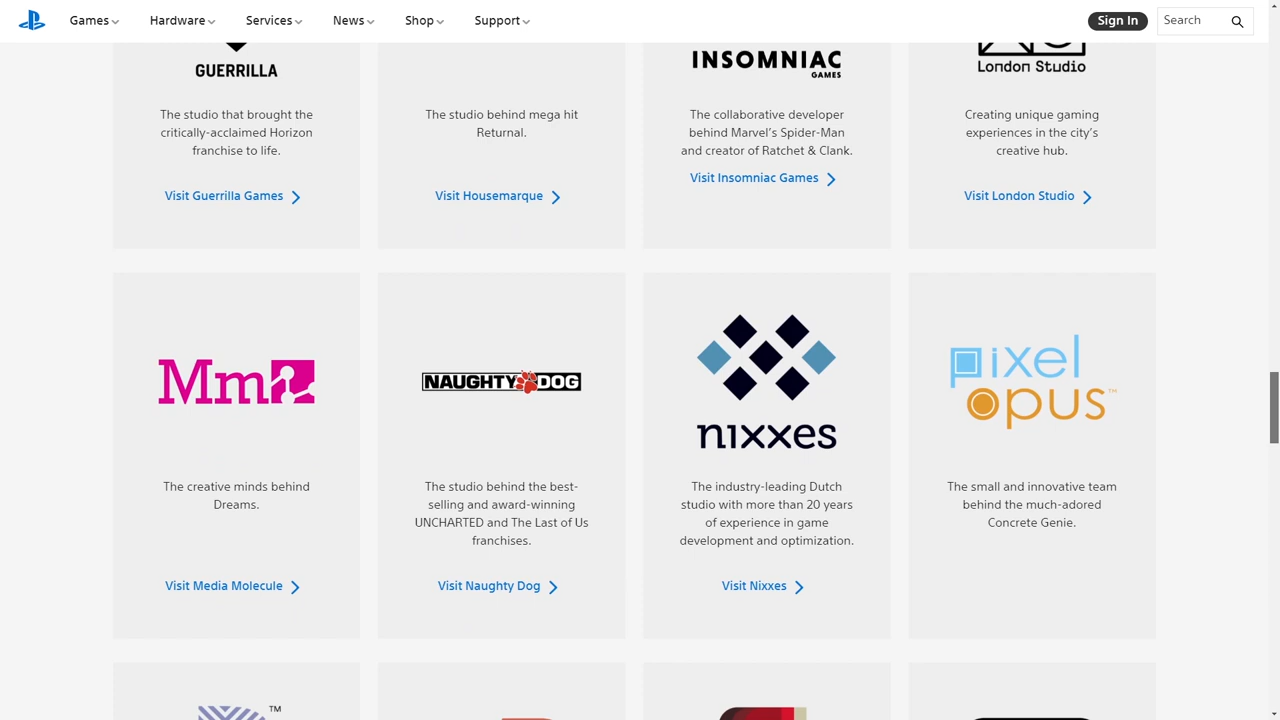 Games
Hardware
Services
News
Shop
Support
Sign In
Search
GUERRILLA
The studio that brought the
critically-acclaimed Horizon
franchise to life.
Visit Guerrilla Games
The studio behind mega hit
Returnal.
Visit Housemarque
INSOMNIAC
GAMES
The collaborative developer
behind Marvel’s Spider-Man
and creator of Ratchet & Clank.
Visit Insomniac Games
London Studio
Creating unique gaming
experiences in the city’s
creative hub.
Visit London Studio
Mm
The creative minds behind
Dreams.
Visit Media Molecule
NAUGHTY DOG
The studio behind the best-
selling and award-winning
UNCHARTED and The Last of Us
franchises.
Visit Naughty Dog
nixxes
The industry-leading Dutch
studio with more than 20 years
of experience in game
development and optimization.
Visit Nixxes
pixel
opus™
The small and innovative team
behind the much-adored
Concrete Genie.
™